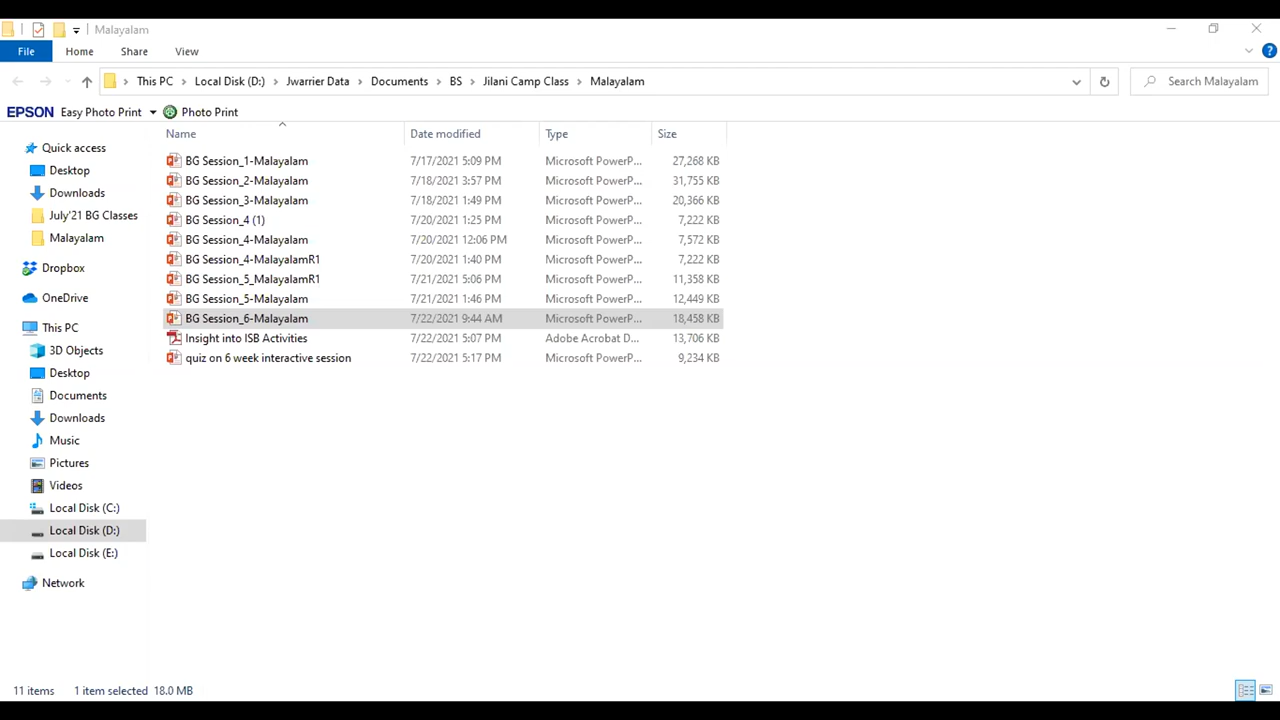 Malayalam
File Home Share View
This PC Local Disk (D:) Jwarrier Data Documents BS Jilani Camp Class Malayalam Search Malayalam
EPSON Easy Photo Print Photo Print
Name Date modified Type Size
Quick access
Desktop
Downloads
July'21 BG Classes
Malayalam
Dropbox
OneDrive
This PC
3D Objects
Desktop
Documents
Downloads
Music
Pictures
Videos
Local Disk (C:)
Local Disk (D:)
Local Disk (E:)
Network
BG Session_1-Malayalam 7/17/2021 5:09 PM Microsoft PowerP... 27,268 KB
BG Session_2-Malayalam 7/18/2021 3:57 PM Microsoft PowerP... 31,755 KB
BG Session_3-Malayalam 7/18/2021 1:49 PM Microsoft PowerP... 20,366 KB
BG Session_4 (1) 7/20/2021 1:25 PM Microsoft PowerP... 7,222 KB
BG Session_4-Malayalam 7/20/2021 12:06 PM Microsoft PowerP... 7,572 KB
BG Session_4-MalayalamR1 7/20/2021 1:40 PM Microsoft PowerP... 7,222 KB
BG Session_5_MalayalamR1 7/21/2021 5:06 PM Microsoft PowerP... 11,358 KB
BG Session_5-Malayalam 7/21/2021 1:46 PM Microsoft PowerP... 12,449 KB
BG Session_6-Malayalam 7/22/2021 9:44 AM Microsoft PowerP... 18,458 KB
Insight into ISB Activities 7/22/2021 5:07 PM Adobe Acrobat D... 13,706 KB
quiz on 6 week interactive session 7/22/2021 5:17 PM Microsoft PowerP... 9,234 KB
11 items 1 item selected 18.0 MB